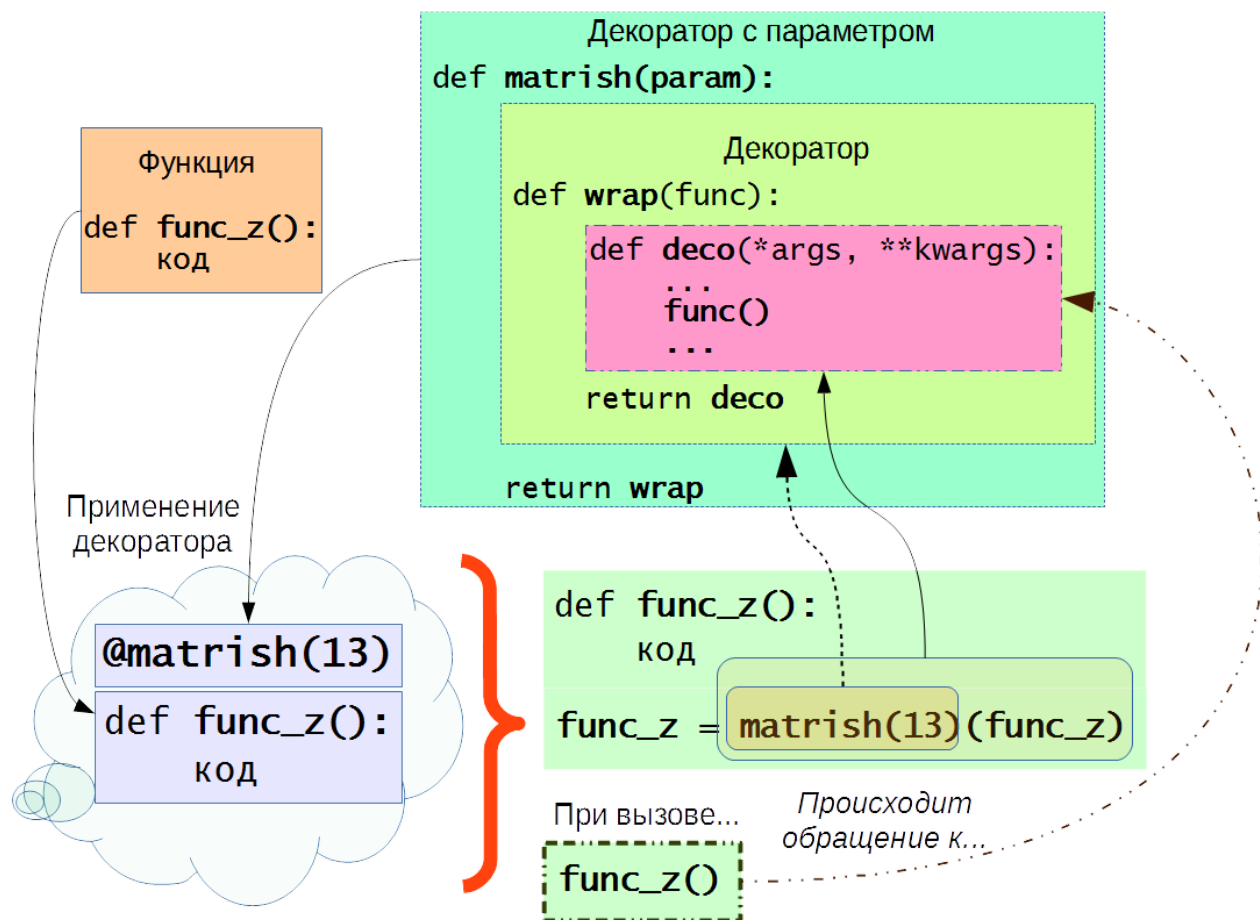 Декоратор с параметром
def matrish(param):
Декоратор
def wrap(func):
def deco(*args, **kwargs):
...
func()
...
return deco
return wrap
Функция
def func_z():
код
Применение
декоратора
@matrish(13)
def func_z():
код
def func_z():
код
func_z = matrish(13)(func_z)
При вызове...
func_z()
Происходит
обращение к...